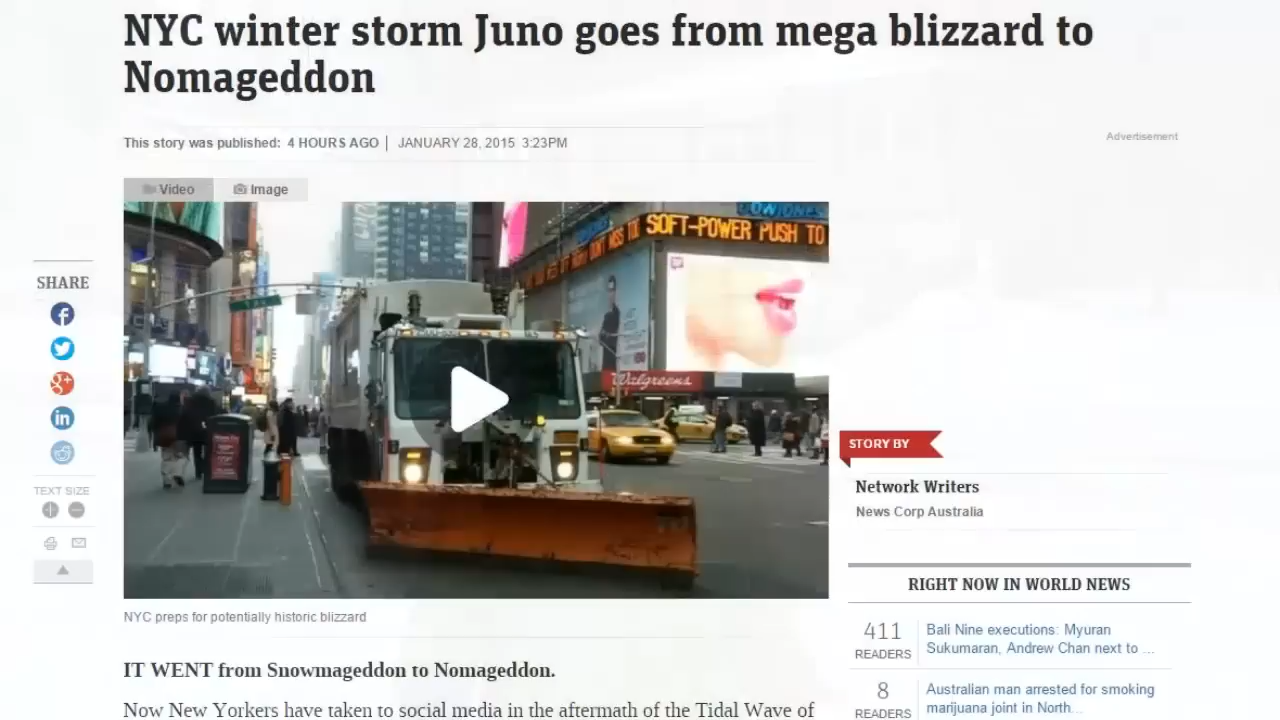 NYC winter storm Juno goes from mega blizzard to
Nomageddon
This story was published: 4 HOURS AGO | JANUARY 28, 2015 3:23PM
Advertisement
Video
Image
DOWJONES
SOFT-POWER PUSH TO
Walgreens
SHARE
TEXT SIZE
STORY BY
Network Writers
News Corp Australia
NYC preps for potentially historic blizzard
RIGHT NOW IN WORLD NEWS
411
READERS
Bali Nine executions: Myuran
Sukumaran, Andrew Chan next to ...
8
READERS
Australian man arrested for smoking
marijuana joint in North...
IT WENT from Snowmageddon to Nomageddon.
Now New Yorkers have taken to social media in the aftermath of the Tidal Wave of